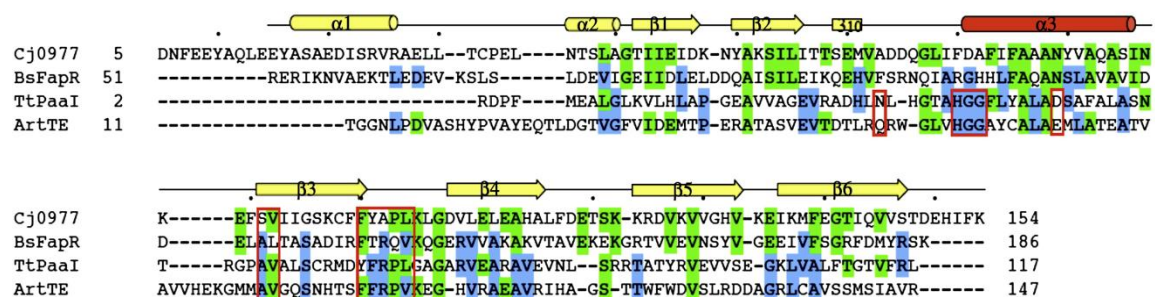 α1 α2 β1 β2 310 α3
Cj0977 5 DNFEEYAQLEEYASAEDISRVRAELL--TCPEL----NTSLAGTIIEIDK-NYAKSILITTSEMVADDQGLIFDAFIFAAANYVAQASIN
BsFapR 51 -------RERIKNVAEKTLEDEV-KSLS-----LDEVIGEIIDLELDDQAISILEIKQEHVFSRNQIARGHHLFAQANSLAVAVID
TtPaaI 2 --------------------------RDPF----MEALGLKVLHLAP-GEAVVAGEVRADHLNL-HGTAHGGFLYALADSAFALASN
ArtTE 11 ---------------TGGNLPDVASHYPVAYEQTLDGTVGFVIDEMTP-ERATASVEVTDTLRQRW-GLVHGGAYCALAEMLATEATV
β3 β4 β5 β6
Cj0977 K------EFSVIIGSKCFFYAPLKLGDVLELEAHALFDETSK-KRDVKVVGHV-KEIKMFEGTIQVVSTDEHIFK 154
BsFapR D------ELALTASADIRFTRQVKQGERVVAKAKVTAVEKEKGRTVVEVNSYV-GEEIVFSGRFDMYRSK----- 186
TtPaaI T-----RGPAVALSCRMDYFRPLGAGARVEARAVEVNL-SRRTATYRVEVVSE-GKLVALFTGTVFRL------- 117
ArtTE AVVHEKGMMAVGQSNHTSFFRPVKEG-HVRAEAVRIHA-GS-TTWFWDVSLRDDAGRLCAVSSMSIAVR------ 147